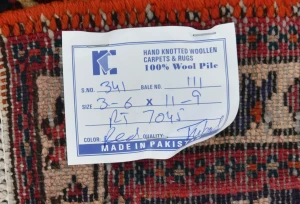 KC
HAND KNOTTED WOOLLEN
CARPETS & RUGS
100% Wool Pile
S.NO. 341 BALE NO. 111
SIZE 3-6 x 11-9
RJ 7045
COLOR Red QUALITY
MADE IN PAKIS